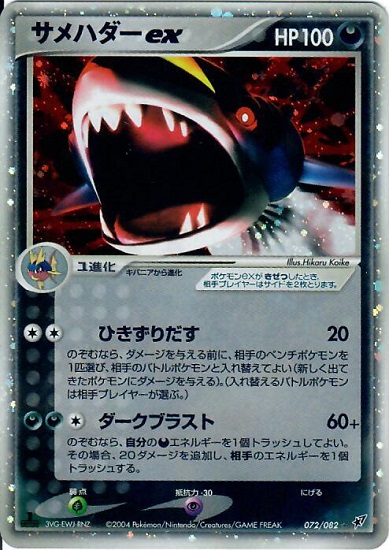 サメハダーex HP100
1進化 キバニアから進化
Illus.Hikaru Koike
ポケモンexがきぜつしたとき、
相手プレイヤーはサイドを2枚とります。
ひきずりだす 20
のぞむなら、ダメージを与える前に、相手のベンチポケモンを
1匹選び、相手のバトルポケモンと入れ替えてよい（新しく出て
きたポケモンにダメージを与える）。（入れ替えるバトルポケモン
は相手プレイヤーが選ぶ。）
ダークブラスト 60+
のぞむなら、自分のエネルギーを1個トラッシュしてよい。
その場合、20ダメージを追加し、相手のエネルギーを1個
トラッシュする。
弱点 抵抗力 -30 にげる
3VG-EWJ-RNZ ©2004 Pokémon/Nintendo/Creatures/GAME FREAK 072/082